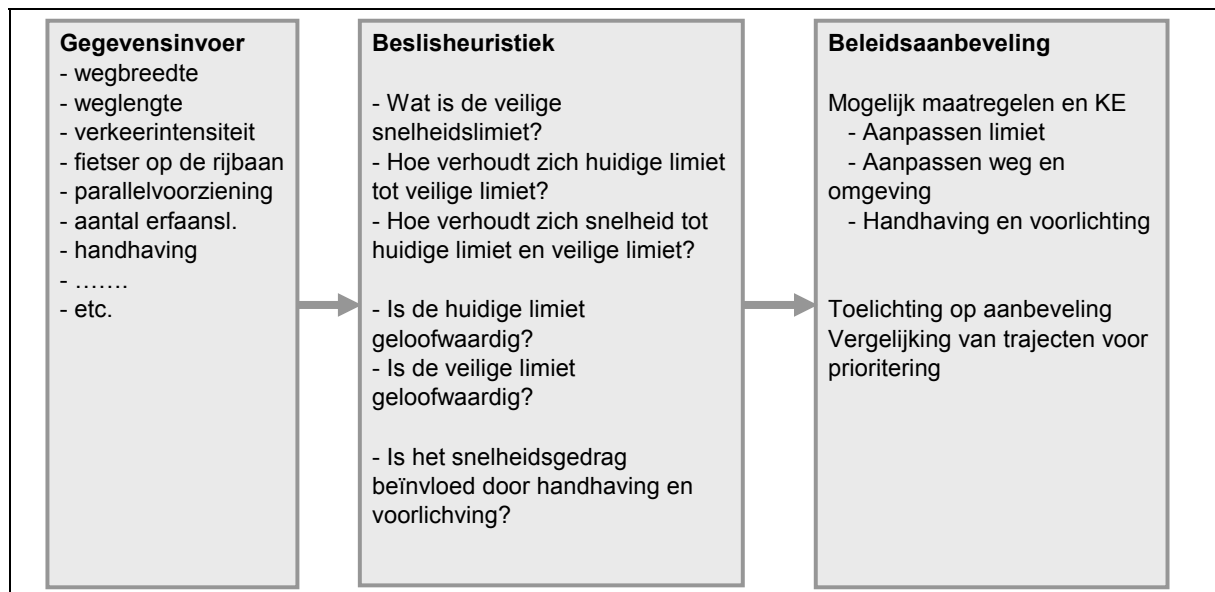 Gegevensinvoer
- wegbreedte
- weglengte
- verkeerintensiteit
- fietser op de rijbaan
- parallelvoorziening
- aantal erfaansl.
- handhaving
- …….
- etc.
Beslisheuristiek
- Wat is de veilige
snelheidslimiet?
- Hoe verhoudt zich huidige limiet
tot veilige limiet?
- Hoe verhoudt zich snelheid tot
huidige limiet en veilige limiet?
- Is de huidige limiet
geloofwaardig?
- Is de veilige limiet
geloofwaardig?
- Is het snelheidsgedrag
beïnvloed door handhaving en
voorlichving?
Beleidsaanbeveling
Mogelijk maatregelen en KE
- Aanpassen limiet
- Aanpassen weg en
omgeving
- Handhaving en voorlichting
Toelichting op aanbeveling
Vergelijking van trajecten voor
prioritering